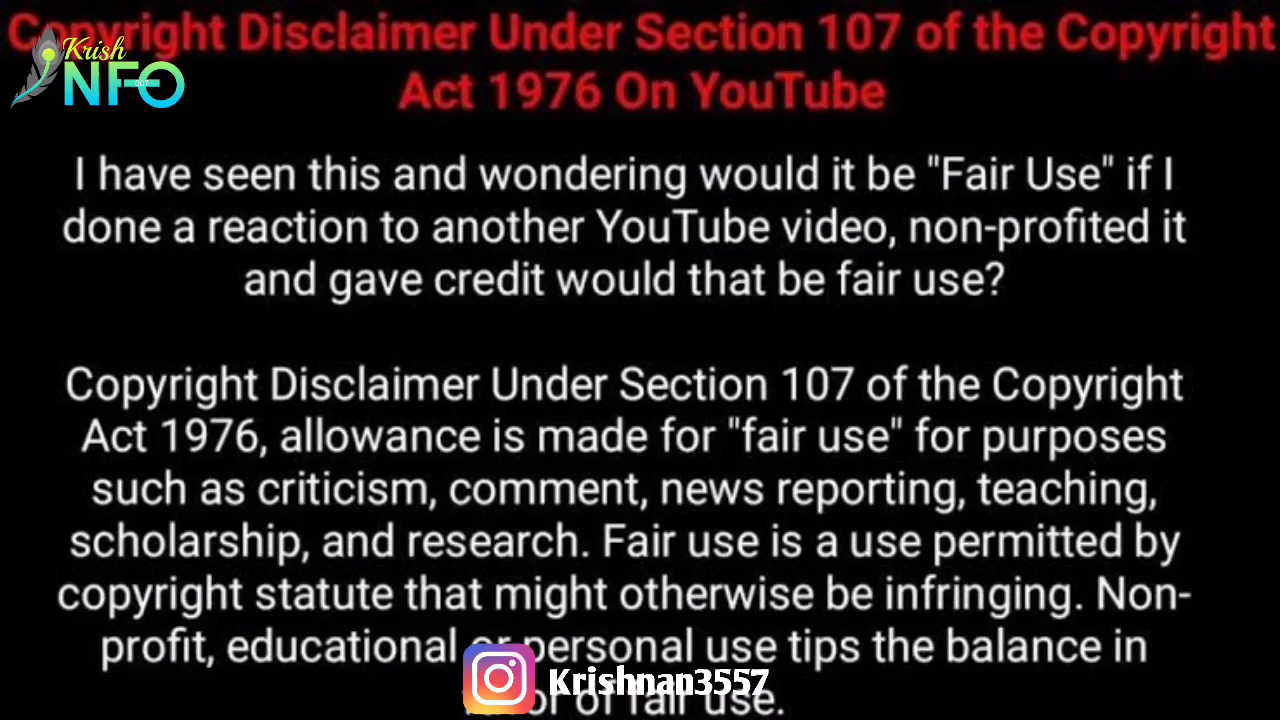 Copyright Disclaimer Under Section 107 of the Copyright
Act 1976 On YouTube
Krish
NFO
I have seen this and wondering would it be "Fair Use" if I
done a reaction to another YouTube video, non-profited it
and gave credit would that be fair use?
Copyright Disclaimer Under Section 107 of the Copyright
Act 1976, allowance is made for "fair use" for purposes
such as criticism, comment, news reporting, teaching,
scholarship, and research. Fair use is a use permitted by
copyright statute that might otherwise be infringing. Non-
profit, educational or personal use tips the balance in
of fair use.
Krishnan3557